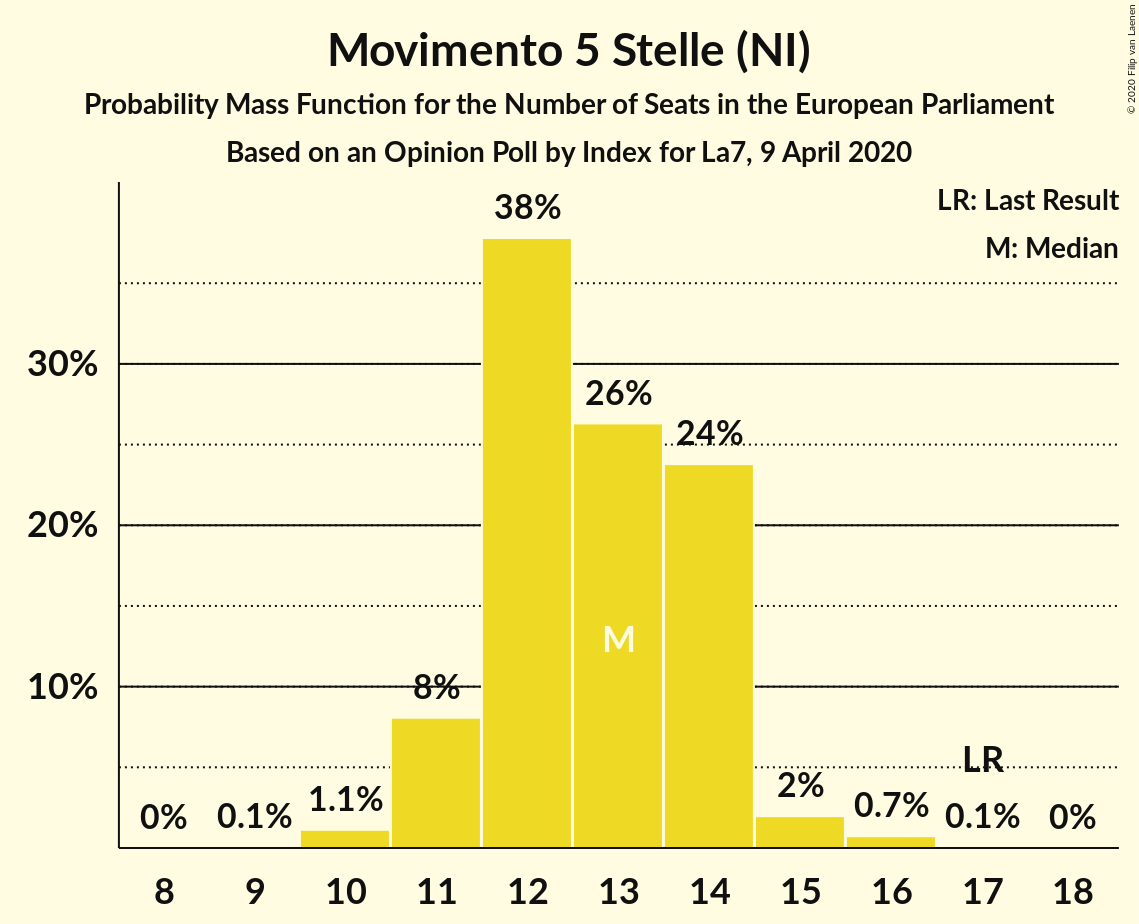 Movimento 5 Stelle (NI)
Probability Mass Function for the Number of Seats in the European Parliament
Based on an Opinion Poll by Index for La7, 9 April 2020
© 2020 Filip van Laenen
LR: Last Result
M: Median
38%
30%
26%
24%
20%
M
10%
8%
LR
2%
1.1%
0.7%
0%
0.1%
0.1%
0%
8 9 10 11 12 13 14 15 16 17 18